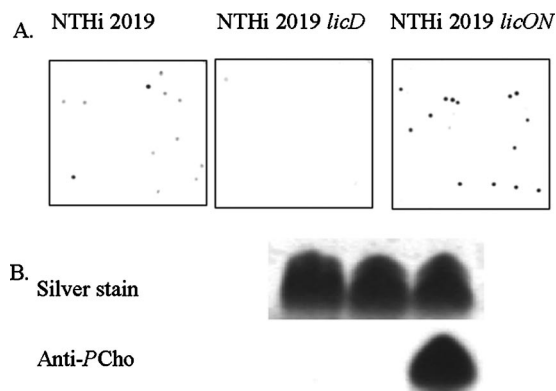 A. NTHi 2019 NTHi 2019 licD NTHi 2019 licON
B.
Silver stain
Anti-PCho